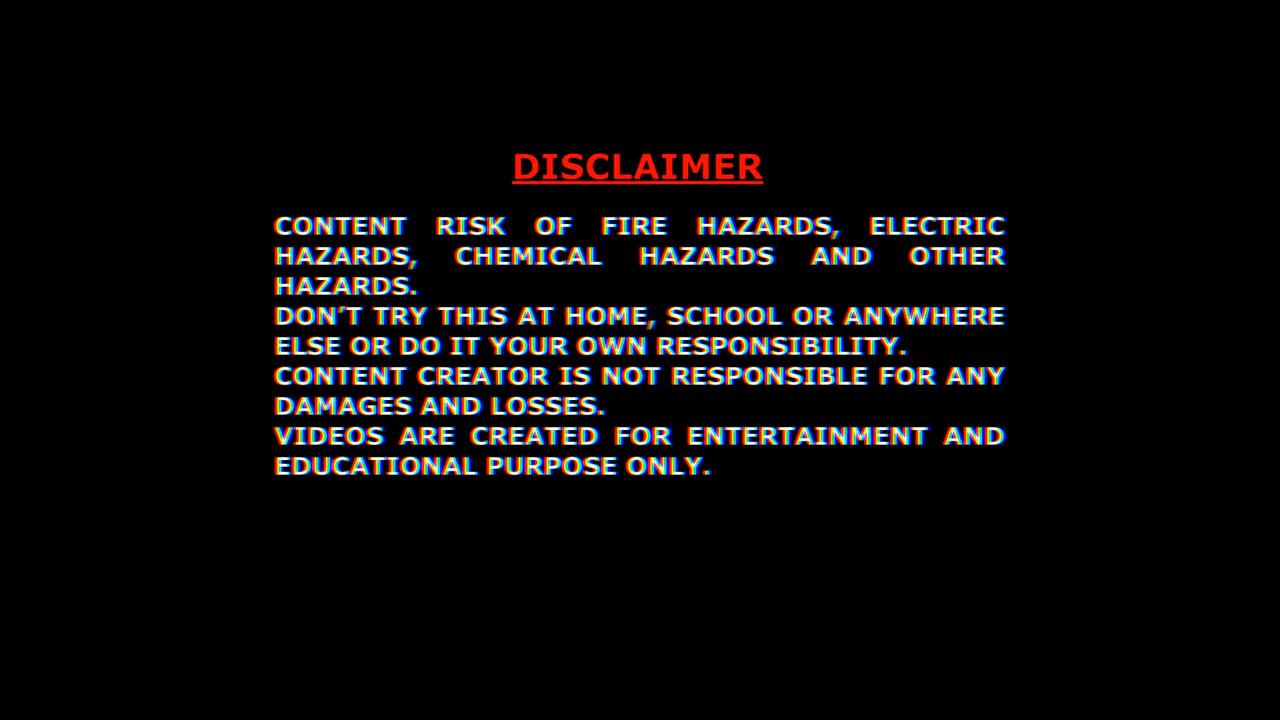 DISCLAIMER
CONTENT RISK OF FIRE HAZARDS, ELECTRIC
HAZARDS, CHEMICAL HAZARDS AND OTHER
HAZARDS.
DON'T TRY THIS AT HOME, SCHOOL OR ANYWHERE
ELSE OR DO IT YOUR OWN RESPONSIBILITY.
CONTENT CREATOR IS NOT RESPONSIBLE FOR ANY
DAMAGES AND LOSSES.
VIDEOS ARE CREATED FOR ENTERTAINMENT AND
EDUCATIONAL PURPOSE ONLY.